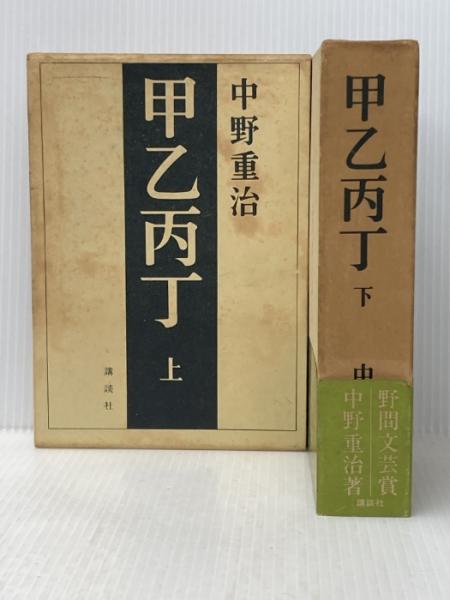 中野重治
甲乙丙丁 上
講談社
甲乙丙丁 下
中
野間文芸賞
中野重治著
講談社